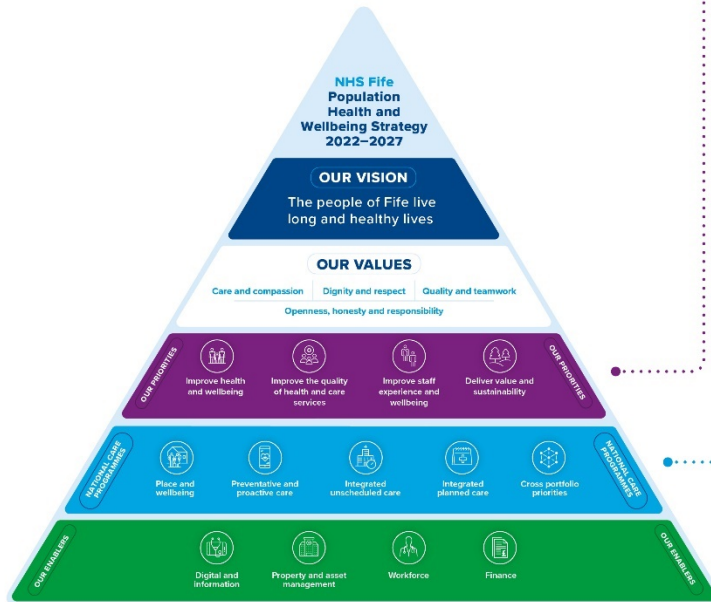 NHS Fife
Population
Health and
Wellbeing Strategy
2022–2027
OUR VISION
The people of Fife live
long and healthy lives
OUR VALUES
Care and compassion Dignity and respect Quality and teamwork
Openness, honesty and responsibility
OUR PRIORITIES
Improve health
and wellbeing
Improve the quality
of health and care
services
Improve staff
experience and
wellbeing
Deliver value and
sustainability
OUR PRIORITIES
NATIONAL CARE
PROGRAMMES
Place and
wellbeing
Preventative and
proactive care
Integrated
unscheduled care
Integrated
planned care
Cross portfolio
priorities
NATIONAL CARE
PROGRAMMES
OUR ENABLERS
Digital and
information
Property and asset
management
Workforce
Finance
OUR ENABLERS